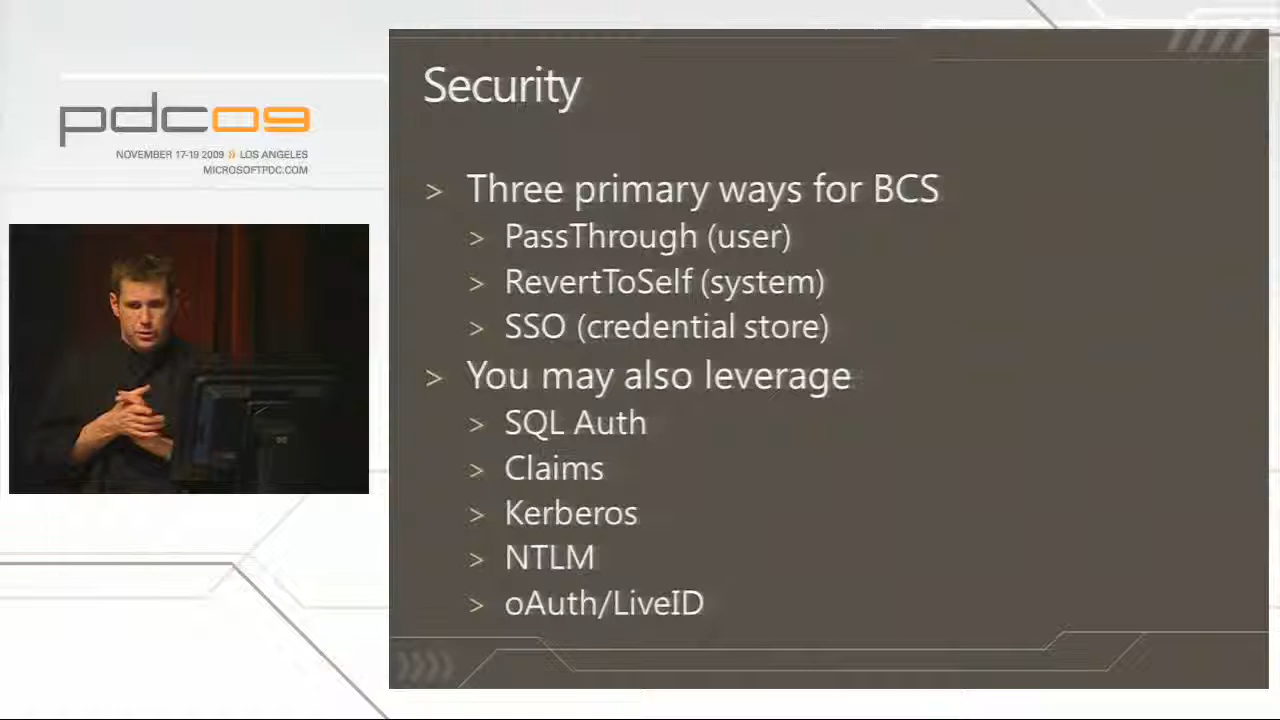 pdc09
NOVEMBER 17-19 2009 » LOS ANGELES
MICROSOFTPDC.COM
Security
> Three primary ways for BCS
> PassThrough (user)
> RevertToSelf (system)
> SSO (credential store)
> You may also leverage
> SQL Auth
> Claims
> Kerberos
> NTLM
> oAuth/LiveID